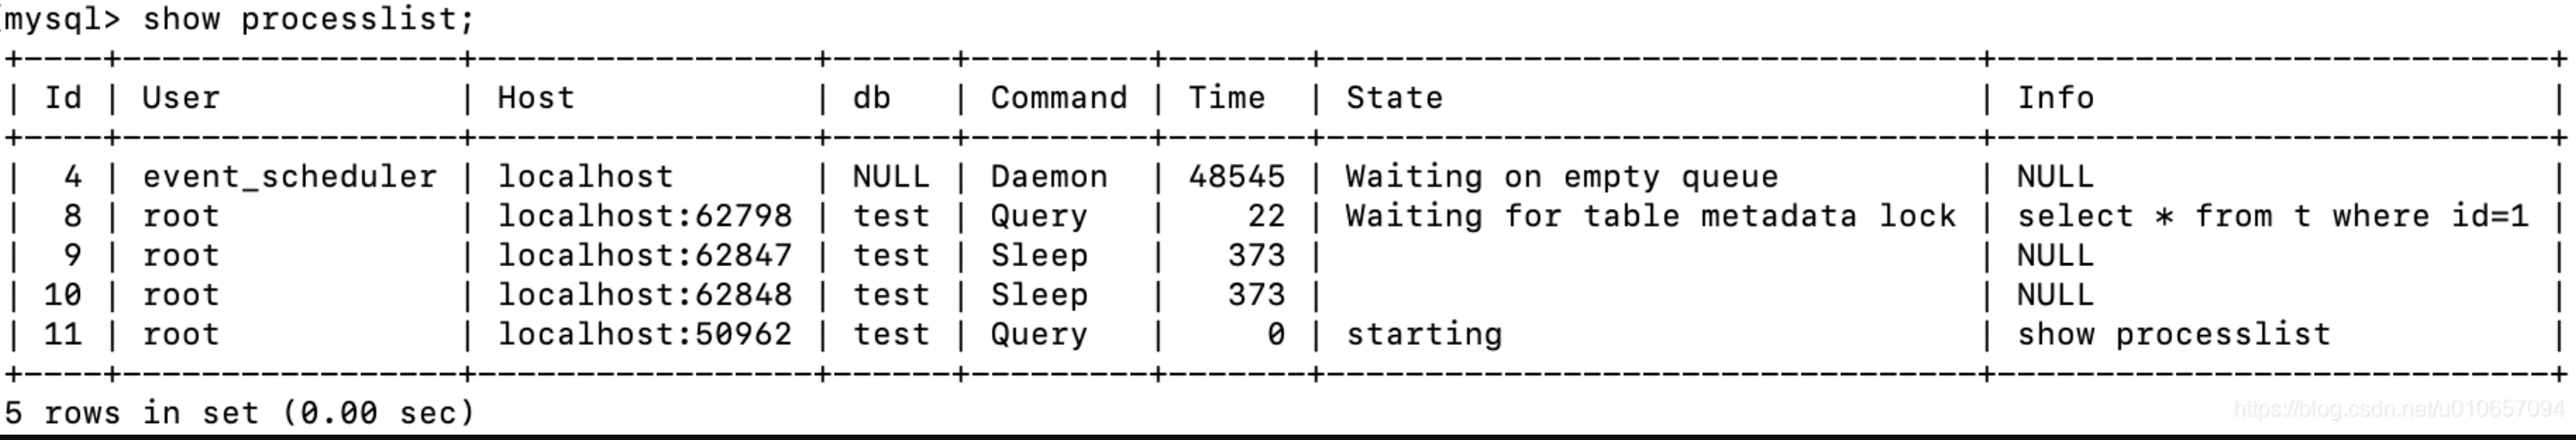 mysql> show processlist;
+----+-----------------+-----------------+------+---------+-------+---------------------------------+----------------------------+
| Id | User            | Host            | db   | Command | Time  | State                           | Info                       |
+----+-----------------+-----------------+------+---------+-------+---------------------------------+----------------------------+
|  4 | event_scheduler | localhost       | NULL | Daemon  | 48545 | Waiting on empty queue          | NULL                       |
|  8 | root            | localhost:62798 | test | Query   |    22 | Waiting for table metadata lock | select * from t where id=1 |
|  9 | root            | localhost:62847 | test | Sleep   |   373 |                                 | NULL                       |
| 10 | root            | localhost:62848 | test | Sleep   |   373 |                                 | NULL                       |
| 11 | root            | localhost:50962 | test | Query   |     0 | starting                        | show processlist           |
+----+-----------------+-----------------+------+---------+-------+---------------------------------+----------------------------+
5 rows in set (0.00 sec)
https://blog.csdn.net/u010657094